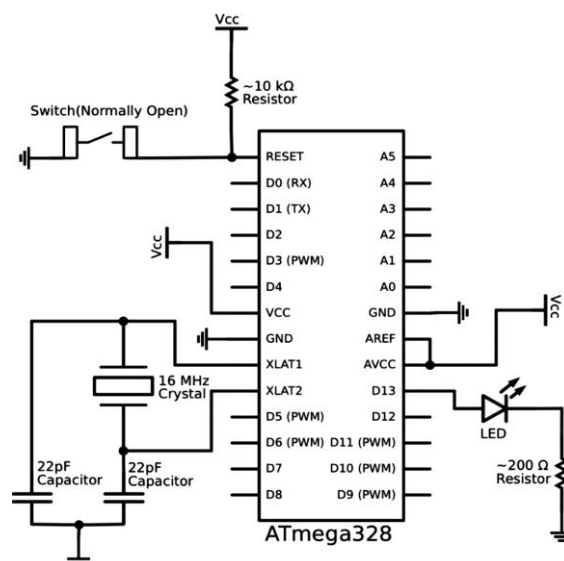 Vcc
~10 kΩ
Resistor
Switch(Normally Open)
RESET
D0 (RX)
D1 (TX)
D2
D3 (PWM)
D4
VCC
GND
XLAT1
XLAT2
D5 (PWM)
D6 (PWM)
D7
D8
A5
A4
A3
A2
A1
A0
GND
AREF
AVCC
D13
D12
D11 (PWM)
D10 (PWM)
D9 (PWM)
Vcc
Vcc
16 MHz
Crystal
22pF
Capacitor
22pF
Capacitor
LED
~200 Ω
Resistor
ATmega328